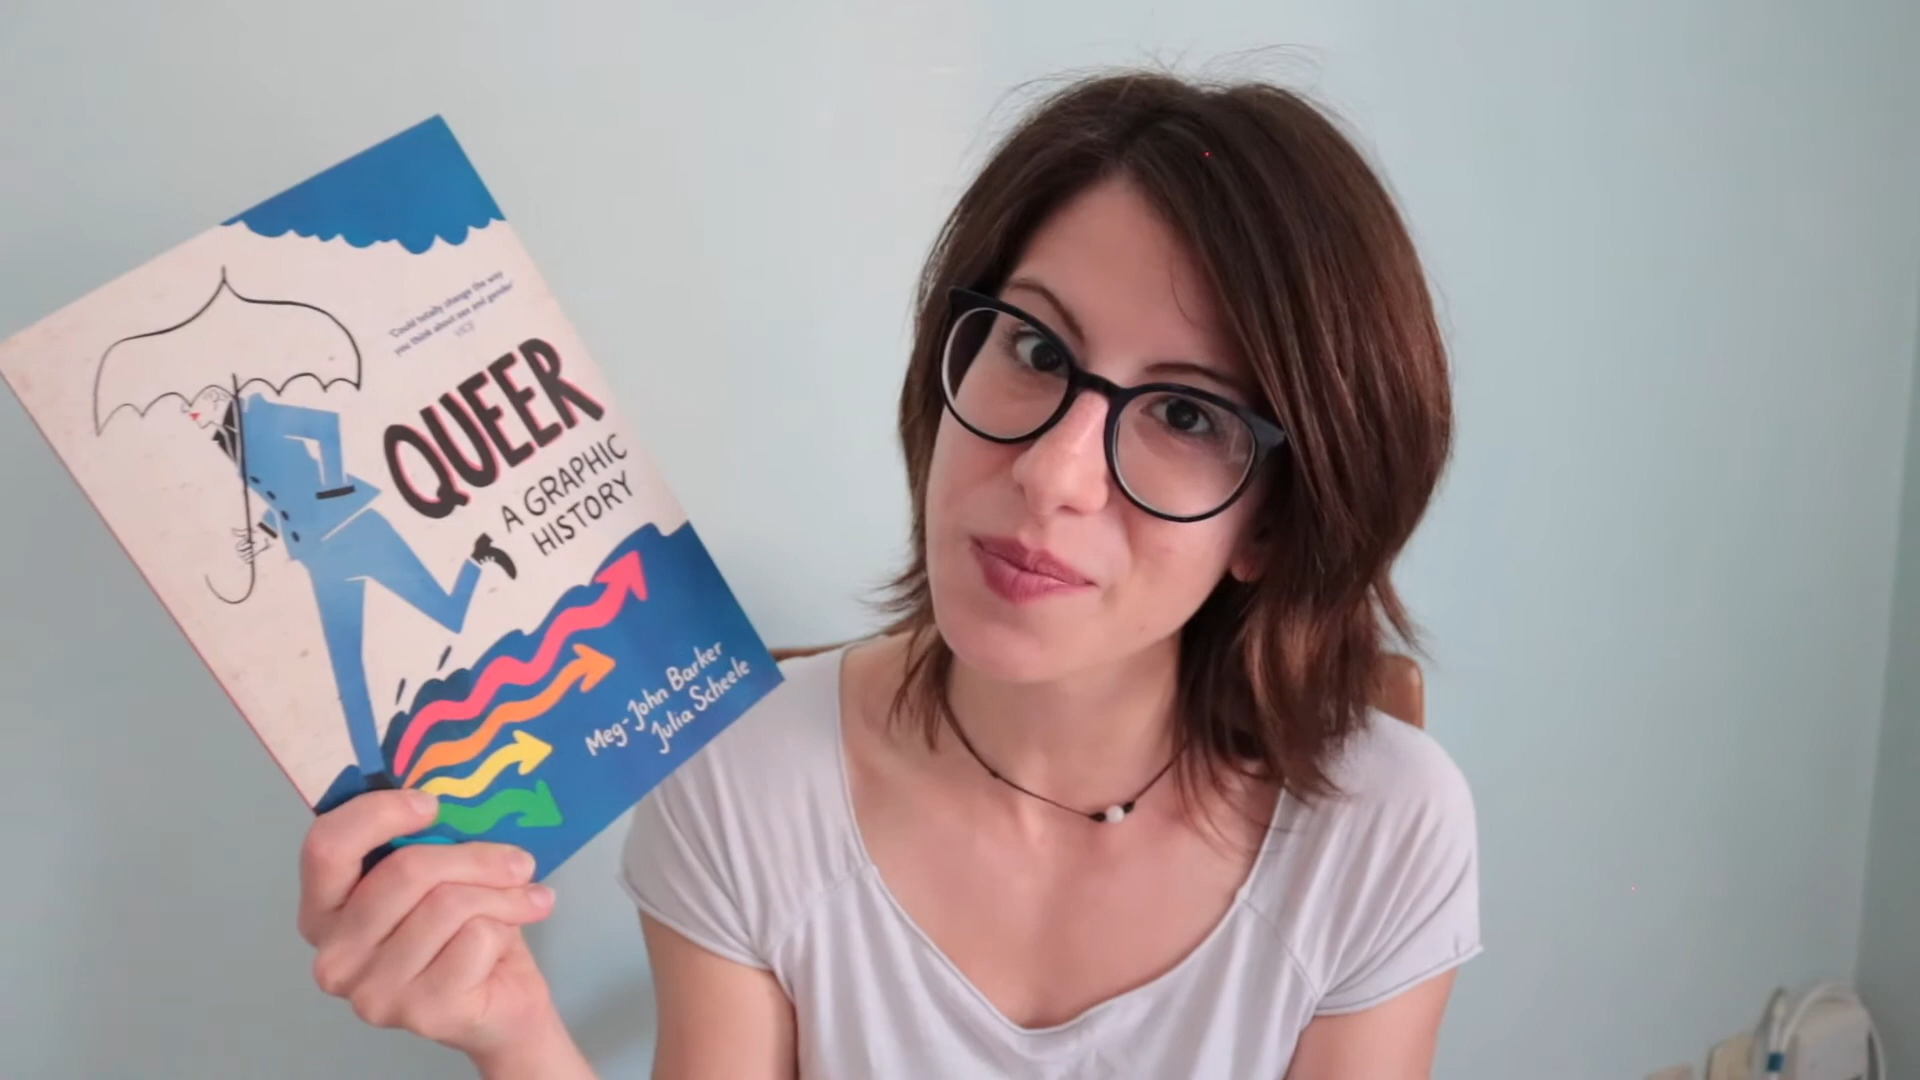 'Could totally change the way
you think about sex and gender'
VICE
QUEER
A GRAPHIC
HISTORY
Meg-John Barker
Julia Scheele